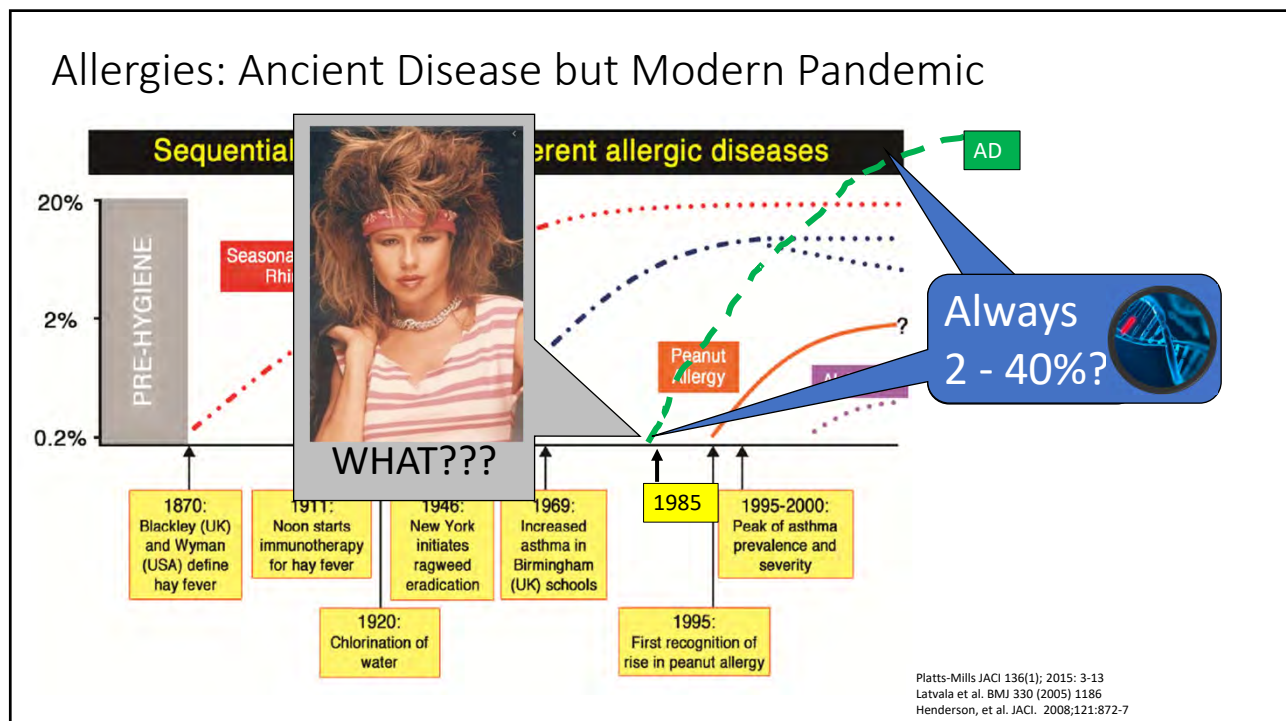 Allergies: Ancient Disease but Modern Pandemic
Sequential
erent allergic diseases
AD
20%
2%
0.2%
PRE-HYGIENE
WHAT???
Peanut
Allergy
?
Always
2 - 40%?
1985
1870:
Blackley (UK)
and Wyman
(USA) define
hay fever
1911:
Noon starts
immunotherapy
for hay fever
1920:
Chlorination of
water
1946:
New York
initiates
ragweed
eradication
1969:
Increased
asthma in
Birmingham
(UK) schools
1995:
First recognition of
rise in peanut allergy
1995-2000:
Peak of asthma
prevalence and
severity
Platts-Mills JACI 136(1); 2015: 3-13
Latvala et al. BMJ 330 (2005) 1186
Henderson, et al. JACI. 2008;121:872-7